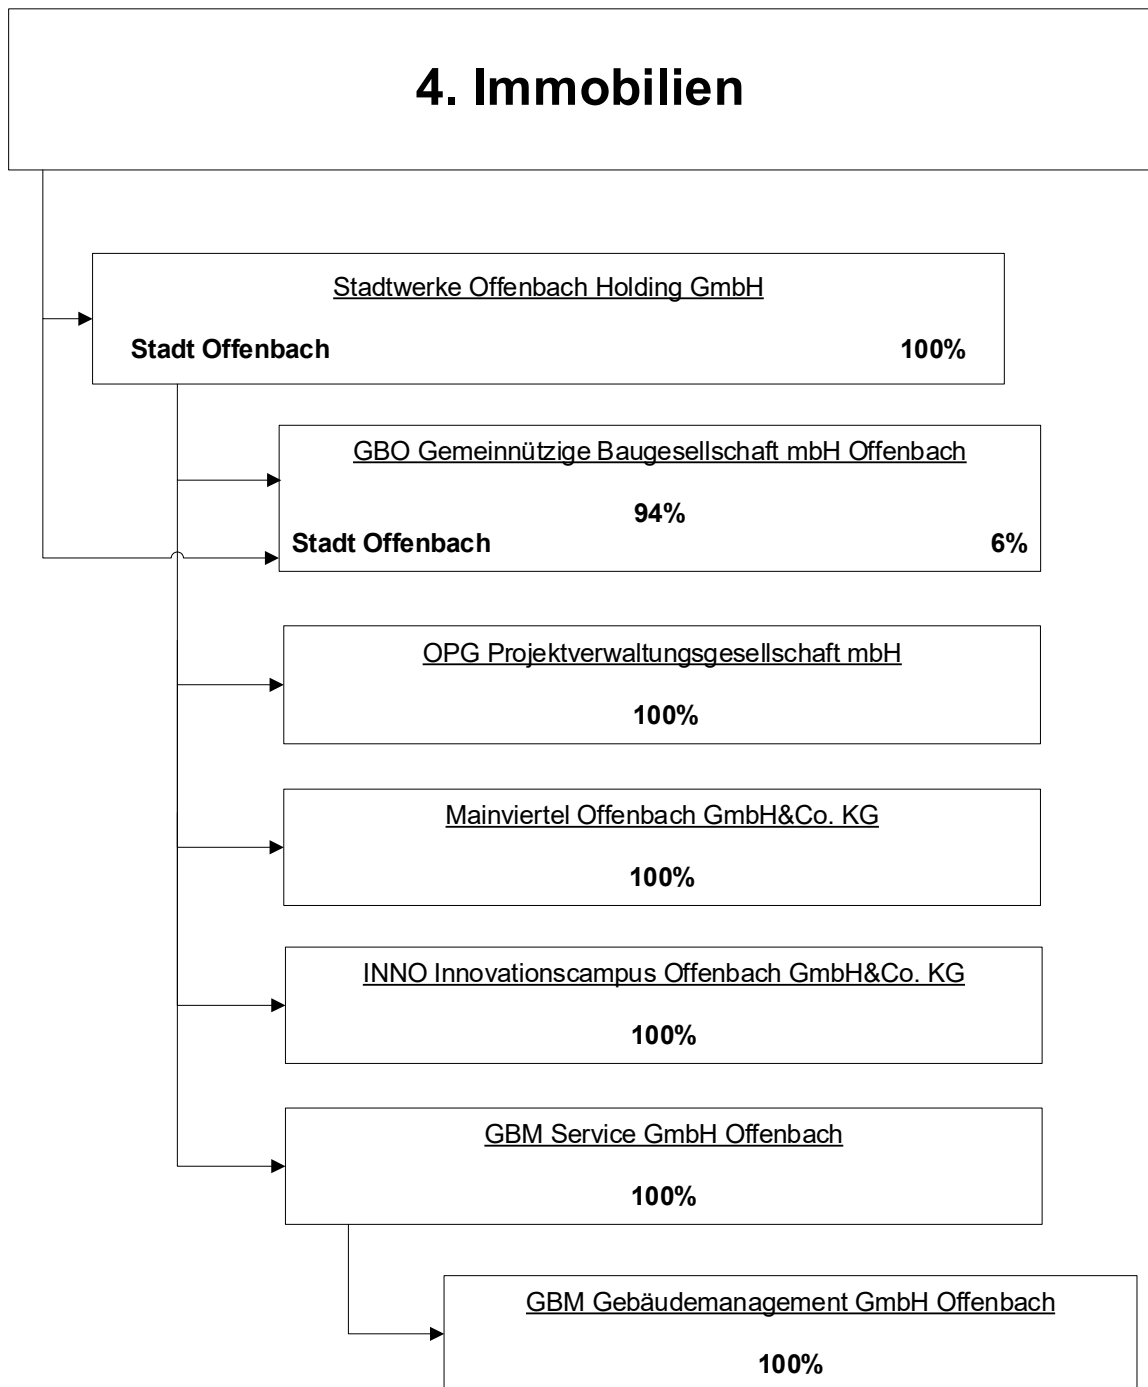 4. Immobilien
Stadtwerke Offenbach Holding GmbH
Stadt Offenbach 100%
GBO Gemeinnützige Baugesellschaft mbH Offenbach
94%
Stadt Offenbach 6%
OPG Projektverwaltungsgesellschaft mbH
100%
Mainviertel Offenbach GmbH&Co. KG
100%
INNO Innovationscampus Offenbach GmbH&Co. KG
100%
GBM Service GmbH Offenbach
100%
GBM Gebäudemanagement GmbH Offenbach
100%